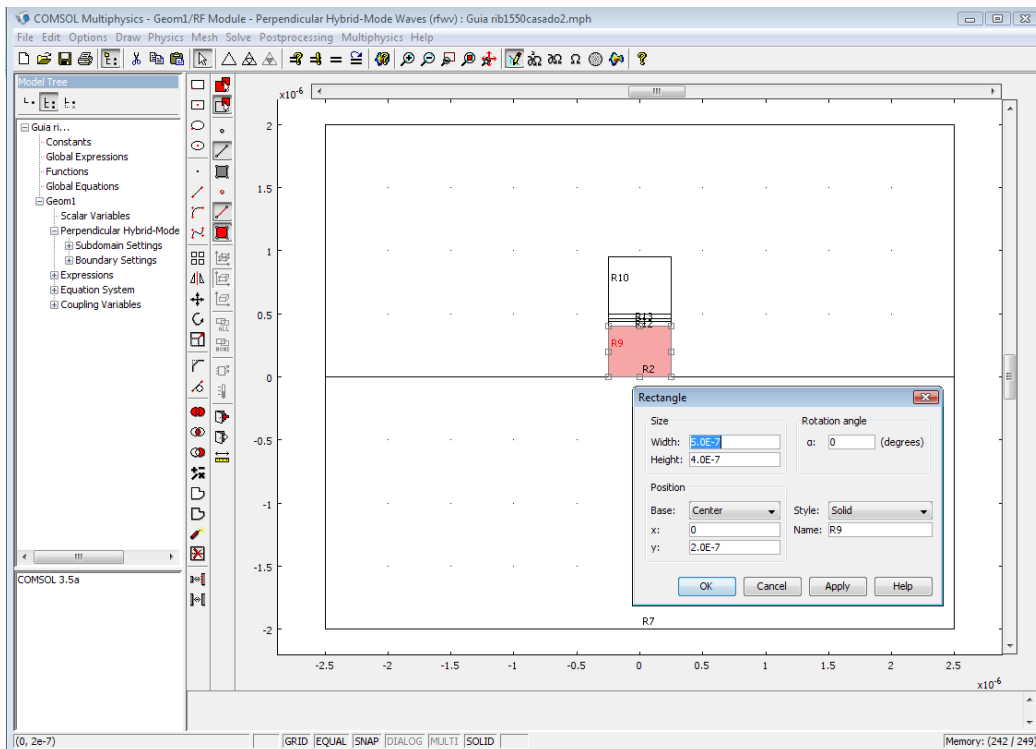 COMSOL Multiphysics - Geom1/RF Module - Perpendicular Hybrid-Mode Waves (rfwv) : Guia rib1550casado2.mph
File Edit Options Draw Physics Mesh Solve Postprocessing Multiphysics Help
Model Tree
Guia ri...
Constants
Global Expressions
Functions
Global Equations
Geom1
Scalar Variables
Perpendicular Hybrid-Mode
Subdomain Settings
Boundary Settings
Expressions
Equation System
Coupling Variables
COMSOL 3.5a
ALL
NONE
x10^-6
2
1.5
1
0.5
0
-0.5
-1
-1.5
-2
R10
R13
R12
R9
R2
R7
-2.5 -2 -1.5 -1 -0.5 0 0.5 1 1.5 2 2.5
x10^-6
Rectangle
Size
Width: 5.0E-7
Height: 4.0E-7
Rotation angle
α: 0 (degrees)
Position
Base: Center
x: 0
y: 2.0E-7
Style: Solid
Name: R9
OK Cancel Apply Help
(0, 2e-7) GRID EQUAL SNAP DIALOG MULTI SOLID Memory: (242 / 249)